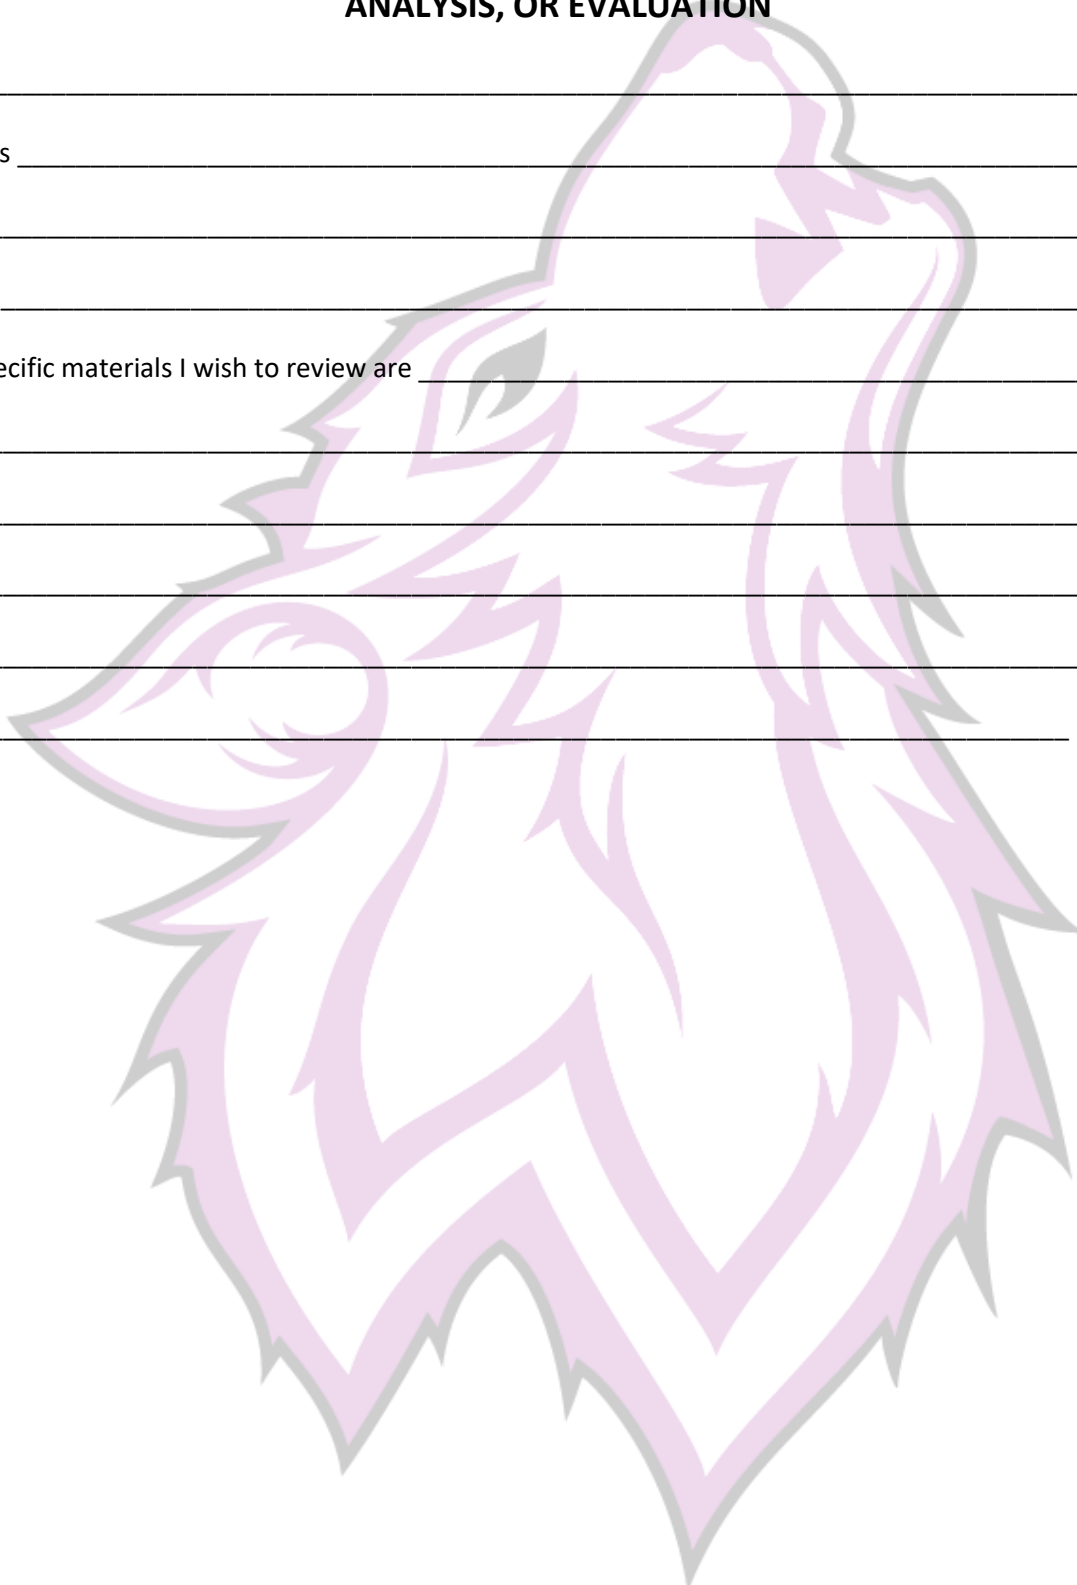 ANALYSIS, OR EVALUATION
s
ecific materials I wish to review are